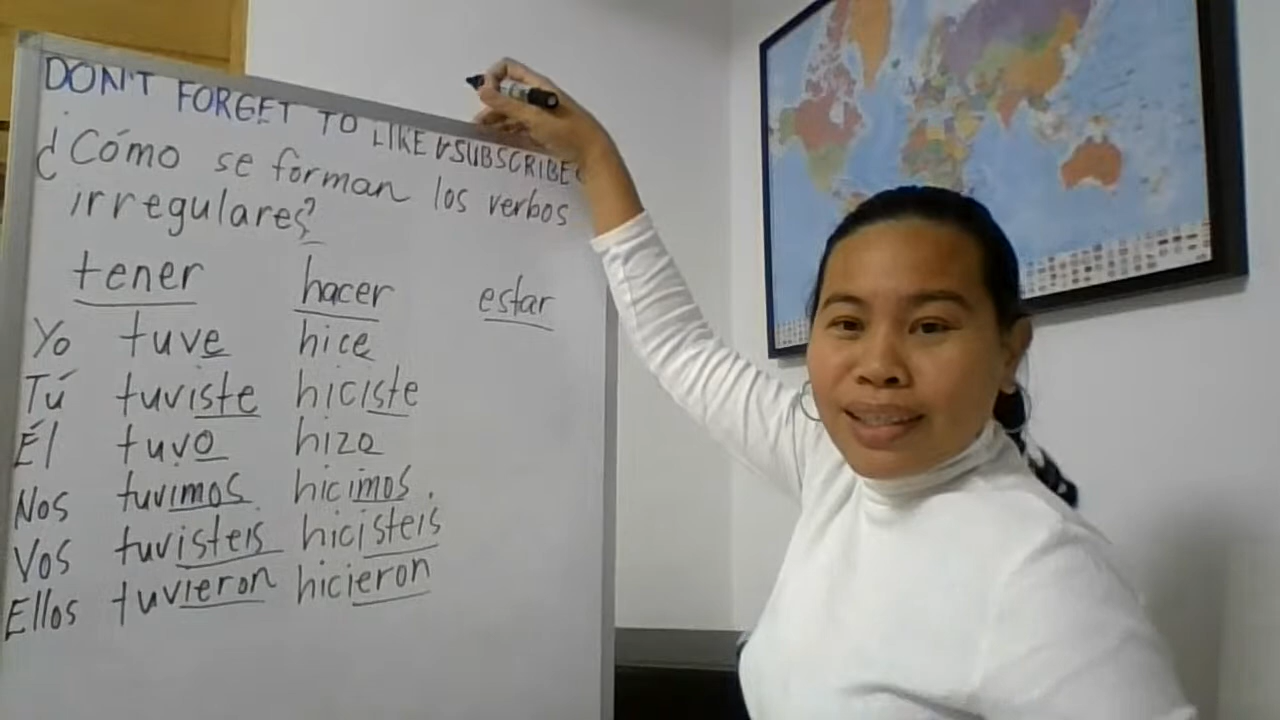 DON'T FORGET TO LIKE & SUBSCRIBE
¿Cómo se forman los verbos
irregulares?
tener hacer estar
Yo tuve hice
Tú tuviste hiciste
Él tuvo hizo
Nos tuvimos hicimos.
Vos tuvisteis hicisteis
Ellos tuvieron hicieron